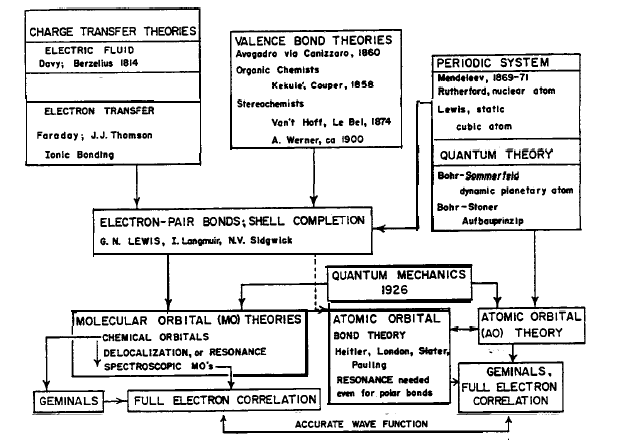 CHARGE TRANSFER THEORIES
ELECTRIC FLUID
Davy; Berzelius 1814
ELECTRON TRANSFER
Faraday; J.J. Thomson
Ionic Bonding
VALENCE BOND THEORIES
Avogadro via Canizzaro, 1860
Organic Chemists
Kekule', Couper, 1858
Stereochemists
Van't Hoff, Le Bel, 1874
A. Werner, ca 1900
PERIODIC SYSTEM
Mendeleev, 1869-71
Rutherford, nuclear atom
Lewis, static
cubic atom
QUANTUM THEORY
Bohr-Sommerfeld
dynamic planetary atom
Bohr-Stoner
Aufbauprinzip
ELECTRON-PAIR BONDS; SHELL COMPLETION
G. N. LEWIS, I. Langmuir, N.V. Sidgwick
QUANTUM MECHANICS
1926
MOLECULAR ORBITAL (MO) THEORIES
CHEMICAL ORBITALS
DELOCALIZATION, or RESONANCE
SPECTROSCOPIC MO's
ATOMIC ORBITAL
BOND THEORY
Heitler, London, Slater,
Pauling
RESONANCE needed
even for polar bonds
ATOMIC ORBITAL
(AO) THEORY
GEMINALS
FULL ELECTRON CORRELATION
GEMINALS,
FULL ELECTRON
CORRELATION
ACCURATE WAVE FUNCTION